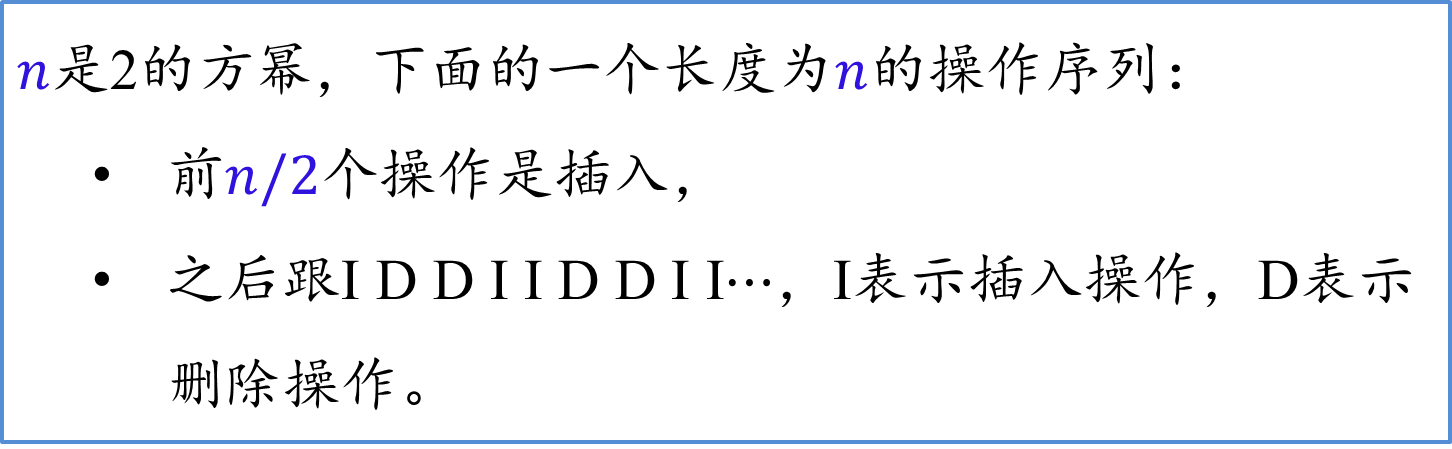 n是2的方幂，下面的一个长度为n的操作序列：
• 前n/2个操作是插入，
• 之后跟I D D I I D D I I⋯，I表示插入操作，D表示
删除操作。